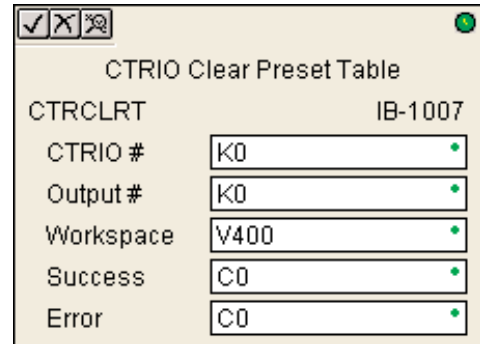 CTRIO Clear Preset Table
CTRCLRT IB-1007
CTRIO # K0
Output # K0
Workspace V400
Success C0
Error C0